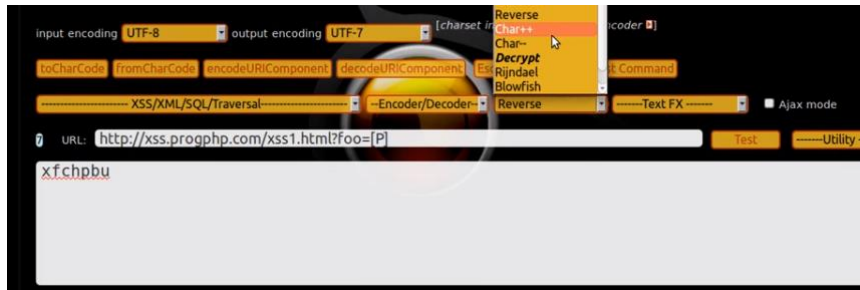 Reverse
input encoding UTF-8 output encoding UTF-7 [charset in coder
Char++
Char--
Decrypt
toCharCode fromCharCode encodeURIComponent decodeURIComponent Es Rijndael st Command
Blowfish
---------------------- XSS/XML/SQL/Traversal---------------------- --Encoder/Decoder-- Reverse -------Text FX ------- Ajax mode
URL: http://xss.progphp.com/xss1.html?foo=[P] Test -------Utility -
xfchpbu